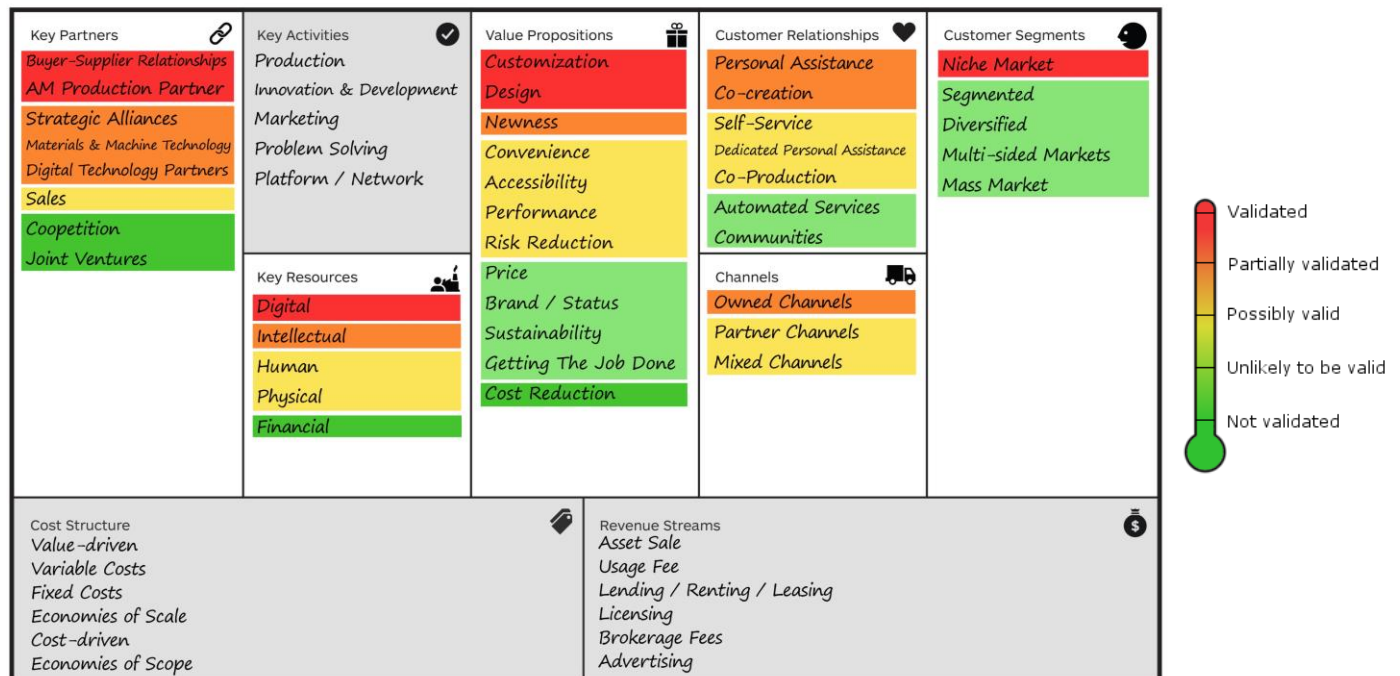 Key Partners
Buyer-Supplier Relationships
AM Production Partner
Strategic Alliances
Materials & Machine Technology
Digital Technology Partners
Sales
Coopetition
Joint Ventures
Key Activities
Production
Innovation & Development
Marketing
Problem Solving
Platform / Network
Key Resources
Digital
Intellectual
Human
Physical
Financial
Value Propositions
Customization
Design
Newness
Convenience
Accessibility
Performance
Risk Reduction
Price
Brand / Status
Sustainability
Getting The Job Done
Cost Reduction
Customer Relationships
Personal Assistance
Co-creation
Self-Service
Dedicated Personal Assistance
Co-Production
Automated Services
Communities
Channels
Owned Channels
Partner Channels
Mixed Channels
Customer Segments
Niche Market
Segmented
Diversified
Multi-sided Markets
Mass Market
Cost Structure
Value-driven
Variable Costs
Fixed Costs
Economies of Scale
Cost-driven
Economies of Scope
Revenue Streams
$
Asset Sale
Usage Fee
Lending / Renting / Leasing
Licensing
Brokerage Fees
Advertising
Validated
Partially validated
Possibly valid
Unlikely to be valid
Not validated